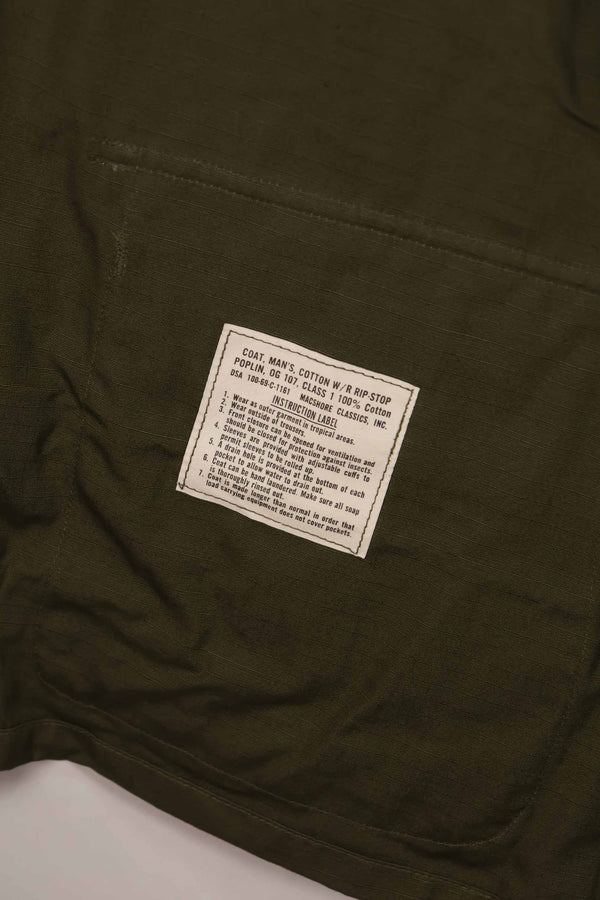 COAT, MAN'S, COTTON W/R RIP-STOP
POPLIN, OG 107, CLASS 1 100% Cotton
DSA 100-69-C-1161 MACSHORE CLASSICS, INC.
INSTRUCTION LABEL
1. Wear as outer garment in tropical areas.
2. Wear outside of trousers.
3. Front closure can be opened for ventilation and
should be closed for protection against insects.
4. Sleeves are provided with adjustable cuffs to
permit sleeves to be rolled up.
5. A drain hole is provided at the bottom of each
pocket to allow water to drain out.
6. Coat can be hand laundered. Make sure all soap
is thoroughly rinsed out.
7. Coat is made longer than normal in order that
load carrying equipment does not cover pockets.